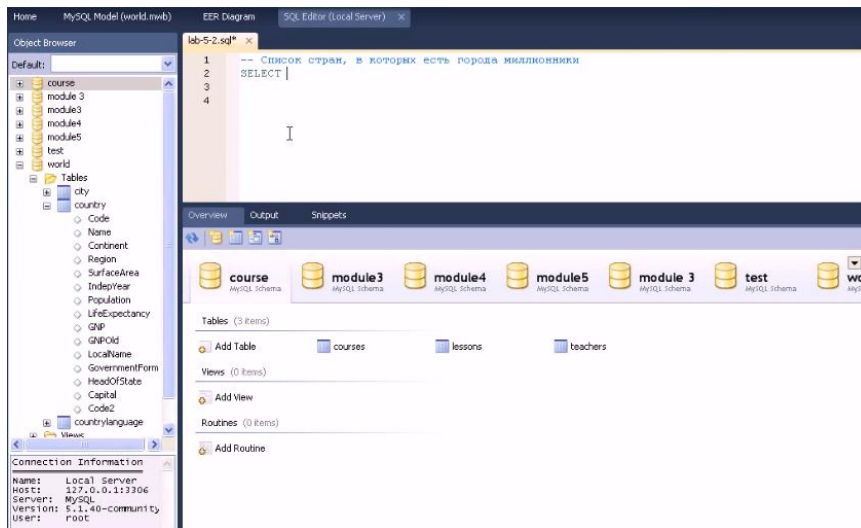 Home MySQL Model (world.mwb) EER Diagram SQL Editor (Local Server) ×
Object Browser
Default:
course
module 3
module3
module4
module5
test
world
Tables
city
country
Code
Name
Continent
Region
SurfaceArea
IndepYear
Population
LifeExpectancy
GNP
GNPOld
LocalName
GovernmentForm
HeadOfState
Capital
Code2
countrylanguage
Views
Connection Information
Name: Local Server
Host: 127.0.0.1:3306
Server: MySQL
Version: 5.1.40-community
User: root
lab-5-2.sql* ×
1 -- Список стран, в которых есть города миллионники
2 SELECT
3
4
Overview Output Snippets
course module3 module4 module5 module 3 test
MySQL Schema MySQL Schema MySQL Schema MySQL Schema MySQL Schema MySQL Schema
Tables (3 items)
Add Table courses lessons teachers
Views (0 items)
Add View
Routines (0 items)
Add Routine